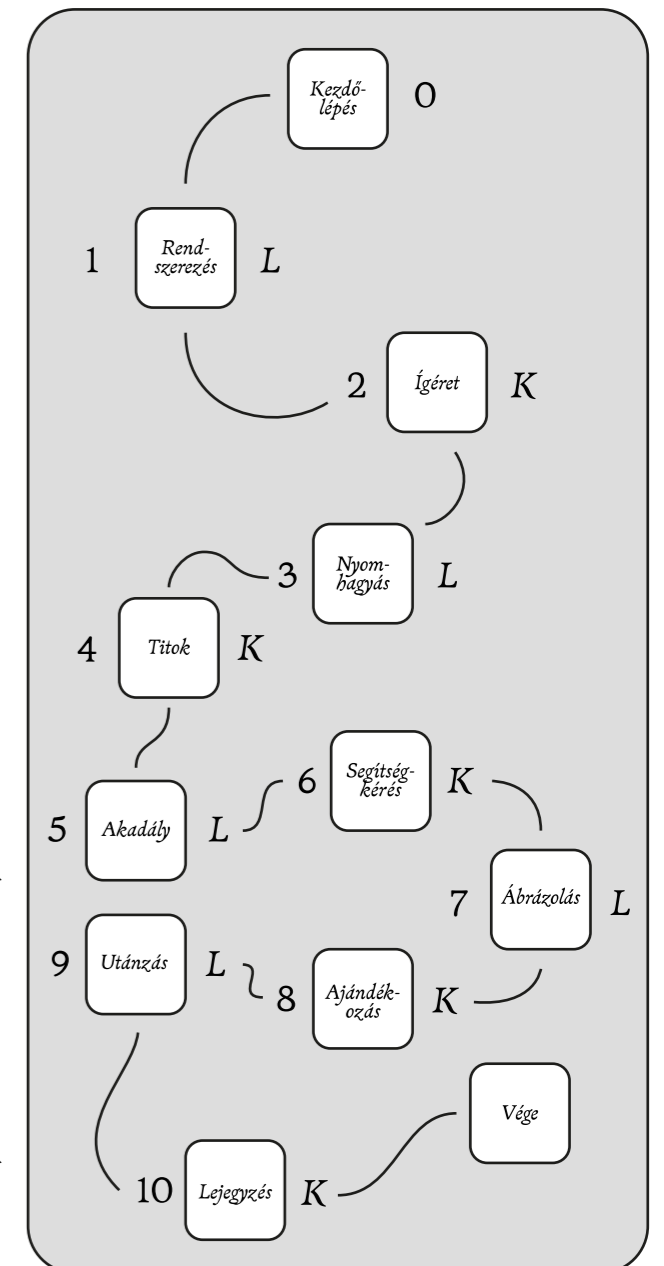 Kezdő-
lépés
0
1
Rend-
szerezés
L
2
Ígéret
K
3
Nyom-
hagyás
L
4
Titok
K
5
Akadály
L
6
Segítség-
kérés
K
7
Ábrázolás
L
8
Ajándék-
ozás
K
9
Utánzás
L
10
Lejegyzés
K
Vége